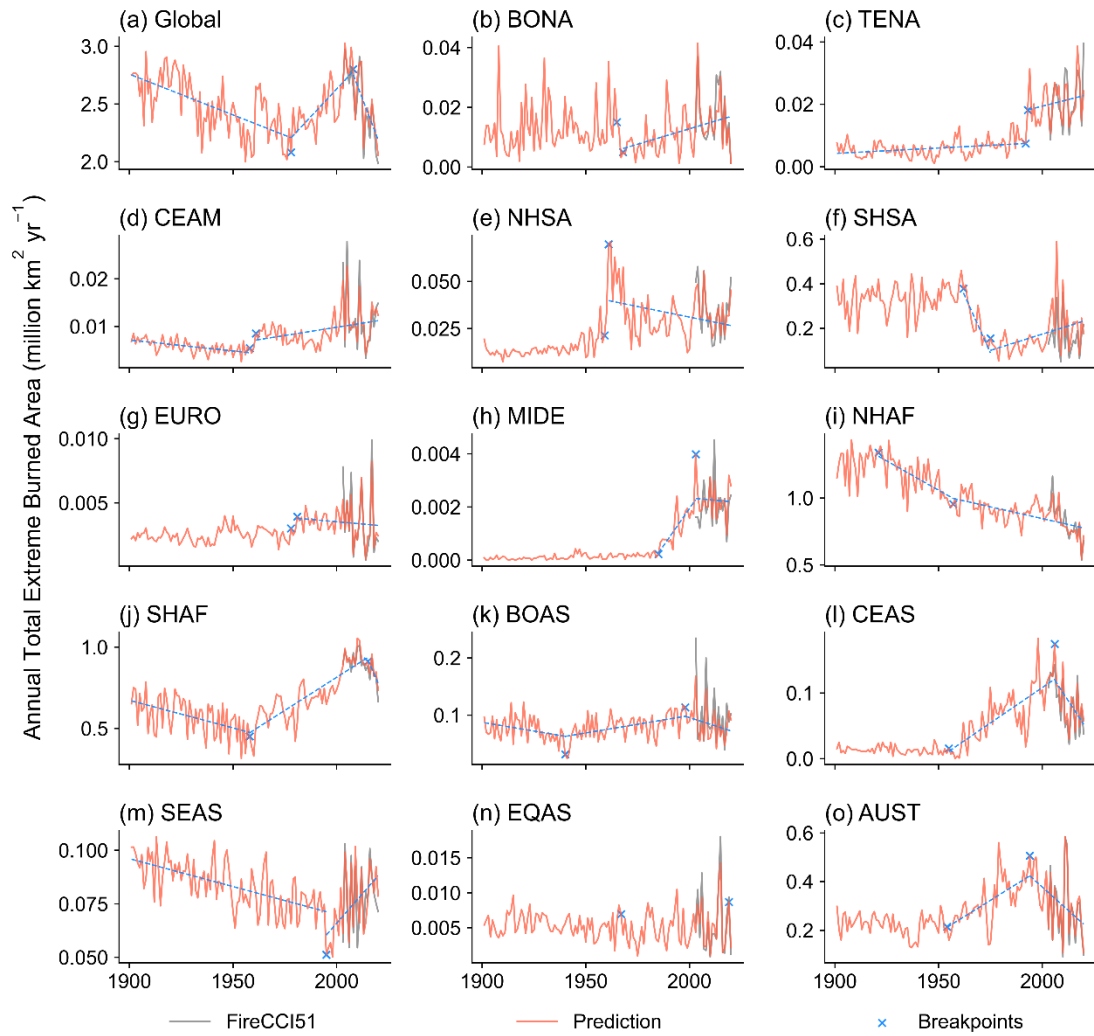 (a) Global (b) BONA (c) TENA
3.0 0.04 0.04
2.5 0.02 0.02
2.0 0.00 0.00
(d) CEAM (e) NHSA (f) SHSA
0.02 0.050 0.6
0.01 0.025 0.4
0.2
(g) EURO (h) MIDE (i) NHAF
0.010 0.004 1.0
0.005 0.002 0.5
0.000
(j) SHAF (k) BOAS (l) CEAS
1.0 0.2 0.1
0.5 0.1 0.0
(m) SEAS (n) EQAS (o) AUST
0.100 0.015 0.6
0.075 0.010 0.4
0.050 0.005 0.2
1900 1950 2000 1900 1950 2000 1900 1950 2000
Annual Total Extreme Burned Area (million km² yr⁻¹)
FireCCI51 Prediction Breakpoints